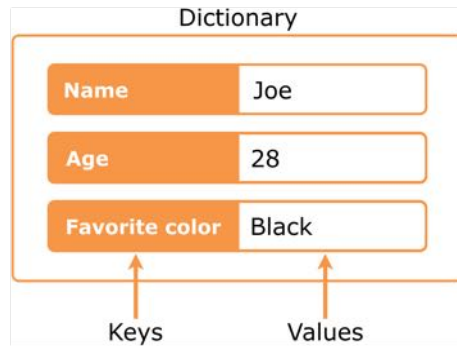 Dictionary
Name Joe
Age 28
Favorite color Black
Keys Values